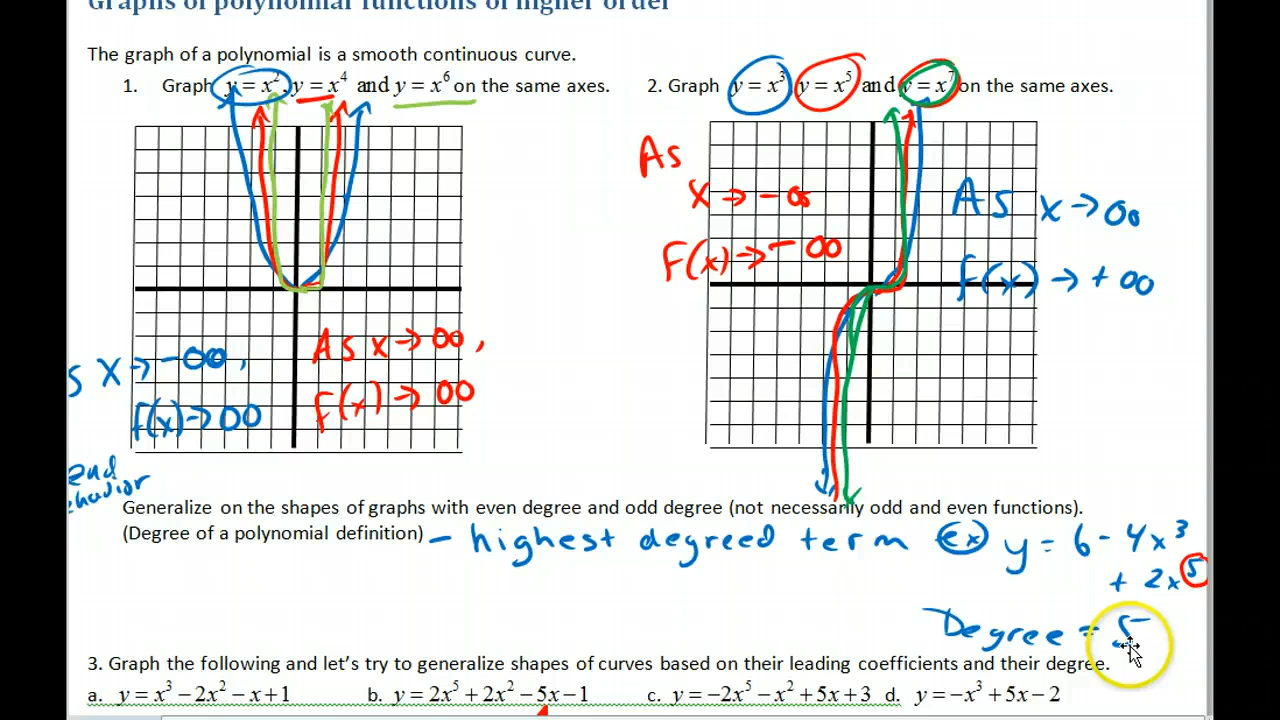 Graphs of polynomial functions of higher order
The graph of a polynomial is a smooth continuous curve.
1. Graph y = x², y = x⁴ and y = x⁶ on the same axes.
2. Graph y = x³ y = x⁵ and y = x⁷ on the same axes.
As
x → -∞
F(x) → -∞
As x → ∞
f(x) → +∞
s x → -∞,
f(x) → ∞
As x → ∞,
F(x) → ∞
end
Generalize on the shapes of graphs with even degree and odd degree (not necessarily odd and even functions).
(Degree of a polynomial definition) – highest degreed term Ex y = 6 - 4x³
+ 2x⁵
Degree = 5
3. Graph the following and let's try to generalize shapes of curves based on their leading coefficients and their degree.
a. y = x³ − 2x² − x + 1 b. y = 2x⁵ + 2x² − 5x − 1 c. y = −2x⁵ − x² + 5x + 3 d. y = −x³ + 5x − 2